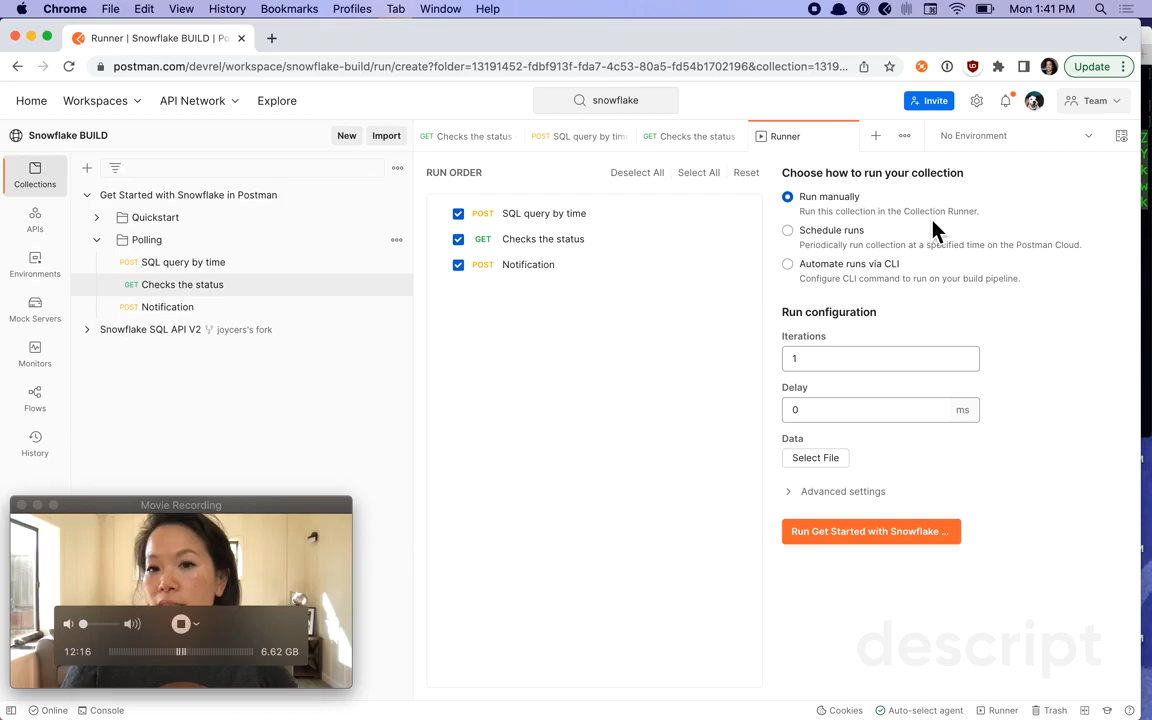 Chrome File Edit View History Bookmarks Profiles Tab Window Help Mon 1:41 PM
Runner | Snowflake BUILD | Po
postman.com/devrel/workspace/snowflake-build/run/create?folder=13191452-fdbf913f-fda7-4c53-80a5-fd54b1702196&collection=1319... Update
Home Workspaces API Network Explore snowflake Invite Team
Snowflake BUILD New Import GET Checks the status POST SQL query by time GET Checks the status Runner No Environment
Collections
APIs
Environments
Mock Servers
Monitors
Flows
History
Get Started with Snowflake in Postman
Quickstart
Polling
POST SQL query by time
GET Checks the status
POST Notification
Snowflake SQL API V2 joycers's fork
RUN ORDER Deselect All Select All Reset
POST SQL query by time
GET Checks the status
POST Notification
Choose how to run your collection
Run manually
Run this collection in the Collection Runner.
Schedule runs
Periodically run collection at a specified time on the Postman Cloud.
Automate runs via CLI
Configure CLI command to run on your build pipeline.
Run configuration
Iterations
1
Delay
0 ms
Data
Select File
Advanced settings
Run Get Started with Snowflake ...
Movie Recording
12:16 6.62 GB
descript
Online Console Cookies Auto-select agent Runner Trash